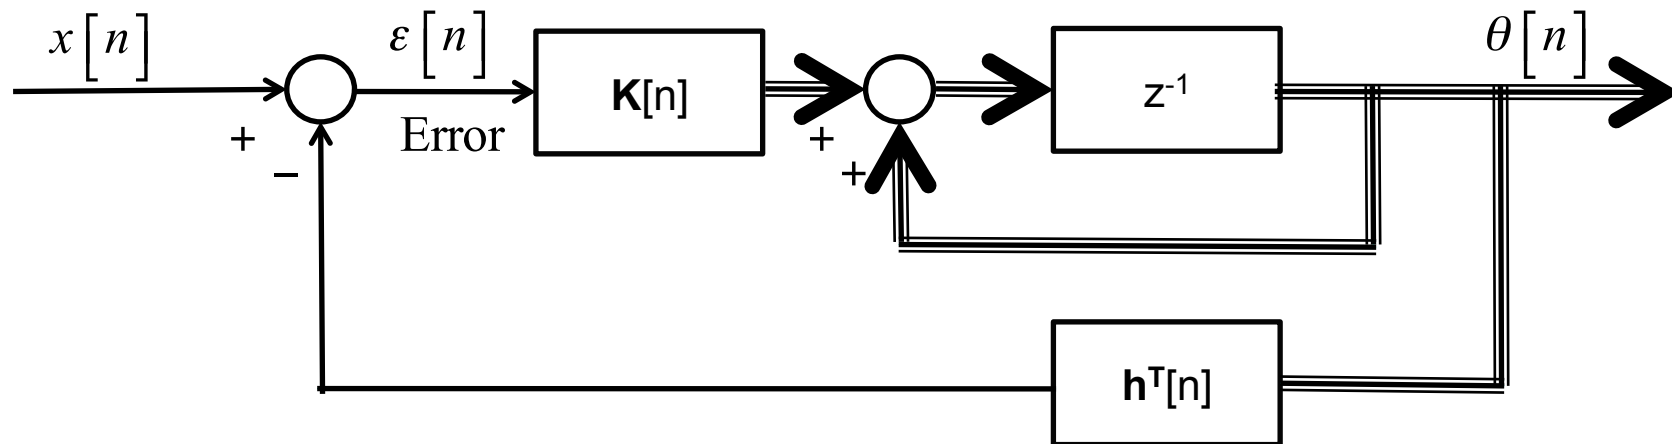 x[n]
ε[n]
K[n]
z⁻¹
θ[n]
+
−
Error
+
+
hᵀ[n]